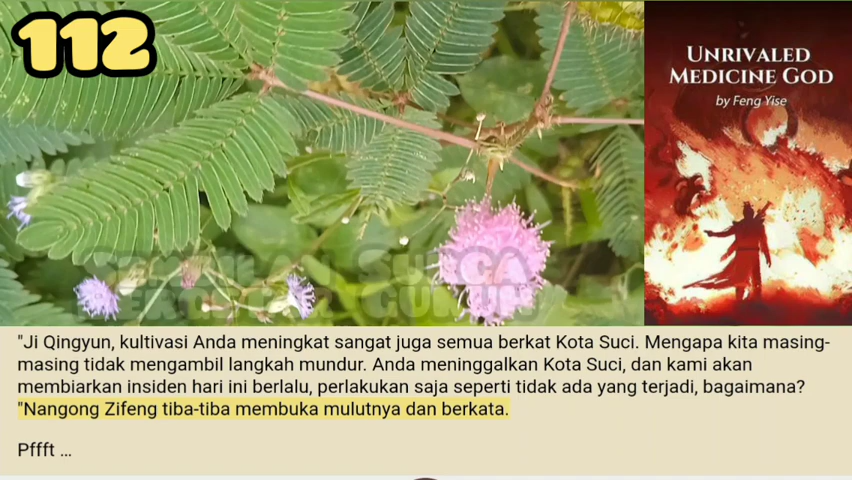 112
UNRIVALED
MEDICINE GOD
by Feng Yise
"Ji Qingyun, kultivasi Anda meningkat sangat juga semua berkat Kota Suci. Mengapa kita masing-
masing tidak mengambil langkah mundur. Anda meninggalkan Kota Suci, dan kami akan
membiarkan insiden hari ini berlalu, perlakukan saja seperti tidak ada yang terjadi, bagaimana?
"Nangong Zifeng tiba-tiba membuka mulutnya dan berkata.
Pffft ...